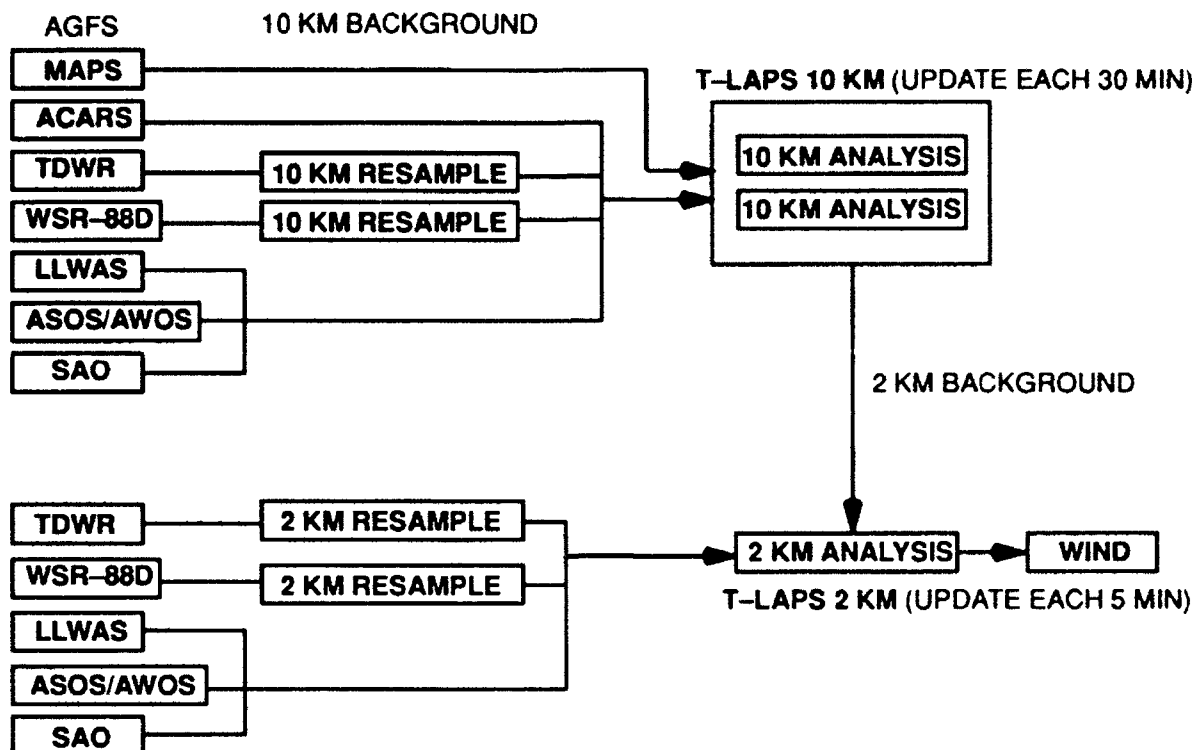 AGFS
10 KM BACKGROUND
MAPS
T–LAPS 10 KM (UPDATE EACH 30 MIN)
ACARS
10 KM ANALYSIS
TDWR
10 KM RESAMPLE
10 KM ANALYSIS
WSR–88D
10 KM RESAMPLE
LLWAS
ASOS/AWOS
SAO
2 KM BACKGROUND
TDWR
2 KM RESAMPLE
2 KM ANALYSIS
WIND
WSR–88D
2 KM RESAMPLE
T–LAPS 2 KM (UPDATE EACH 5 MIN)
LLWAS
ASOS/AWOS
SAO